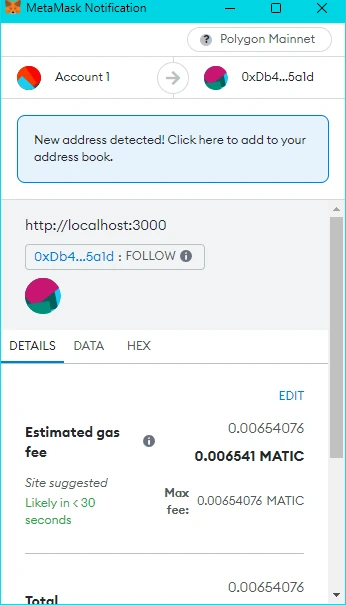 MetaMask Notification
? Polygon Mainnet
Account 1
0xDb4...5a1d
New address detected! Click here to add to your
address book.
http://localhost:3000
0xDb4...5a1d : FOLLOW i
DETAILS DATA HEX
EDIT
Estimated gas
fee i
0.00654076
0.006541 MATIC
Site suggested
Likely in < 30
seconds
Max
fee:
0.00654076 MATIC
0.00654076
Total